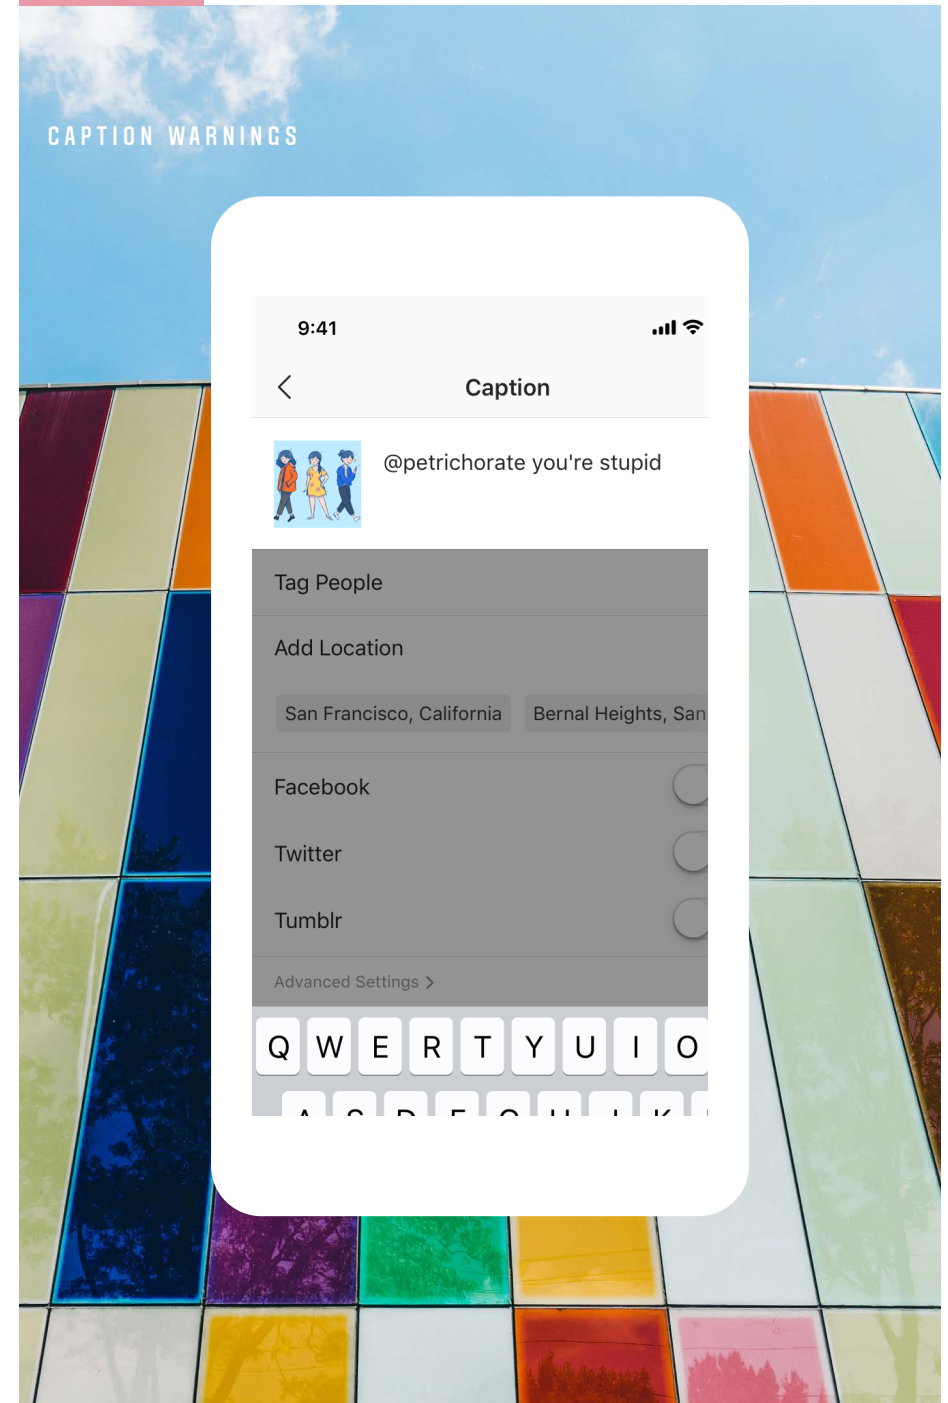 CAPTION WARNINGS
9:41
Caption
@petrichorate you're stupid
Tag People
Add Location
San Francisco, California Bernal Heights, San
Facebook
Twitter
Tumblr
Advanced Settings >
Q W E R T Y U I O
A S D F G H J K